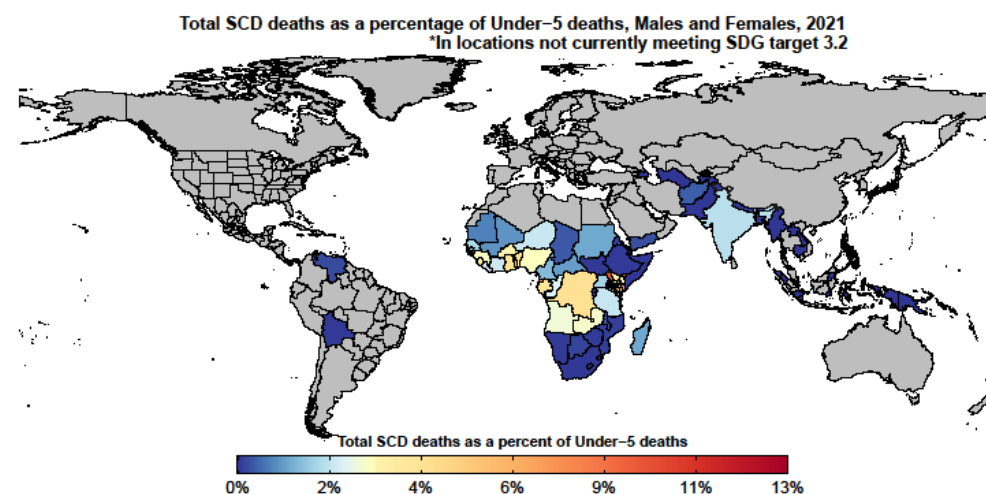 Total SCD deaths as a percentage of Under−5 deaths, Males and Females, 2021
*In locations not currently meeting SDG target 3.2
Total SCD deaths as a percent of Under−5 deaths
0% 2% 4% 6% 9% 11% 13%